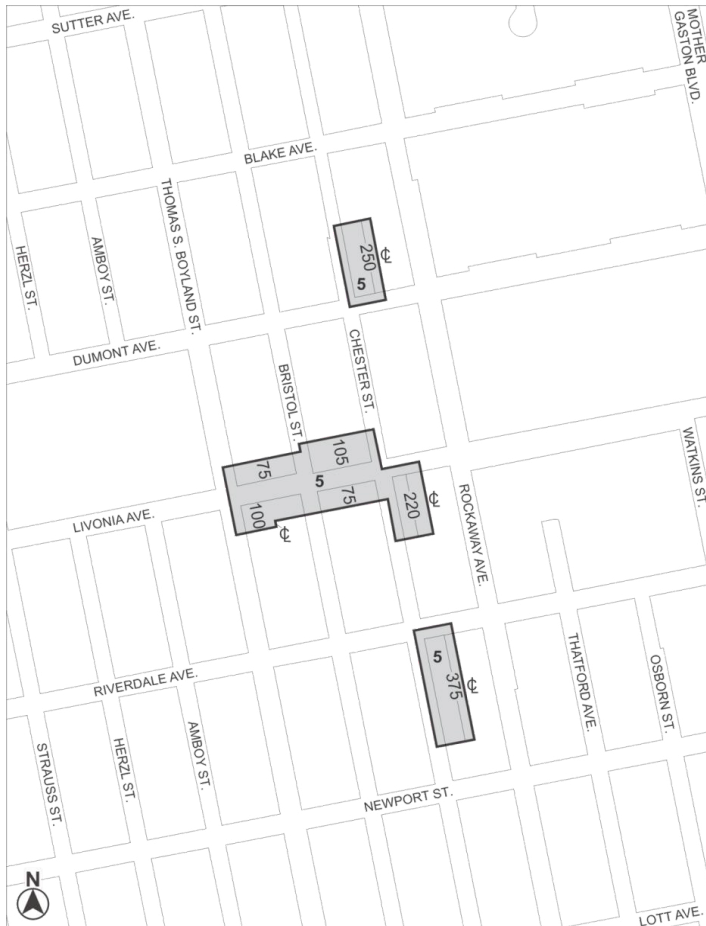 SUTTER AVE.
MOTHER
GASTON BLVD.
BLAKE AVE.
THOMAS S. BOYLAND ST.
HERZL ST.
AMBOY ST.
250
℄
5
DUMONT AVE.
BRISTOL ST.
CHESTER ST.
75
105
5
75
100
℄
220
℄
WATKINS ST.
LIVONIA AVE.
ROCKAWAY AVE.
5
375
℄
RIVERDALE AVE.
THATFORD AVE.
OSBORN ST.
STRAUSS ST.
HERZL ST.
AMBOY ST.
NEWPORT ST.
N
LOTT AVE.